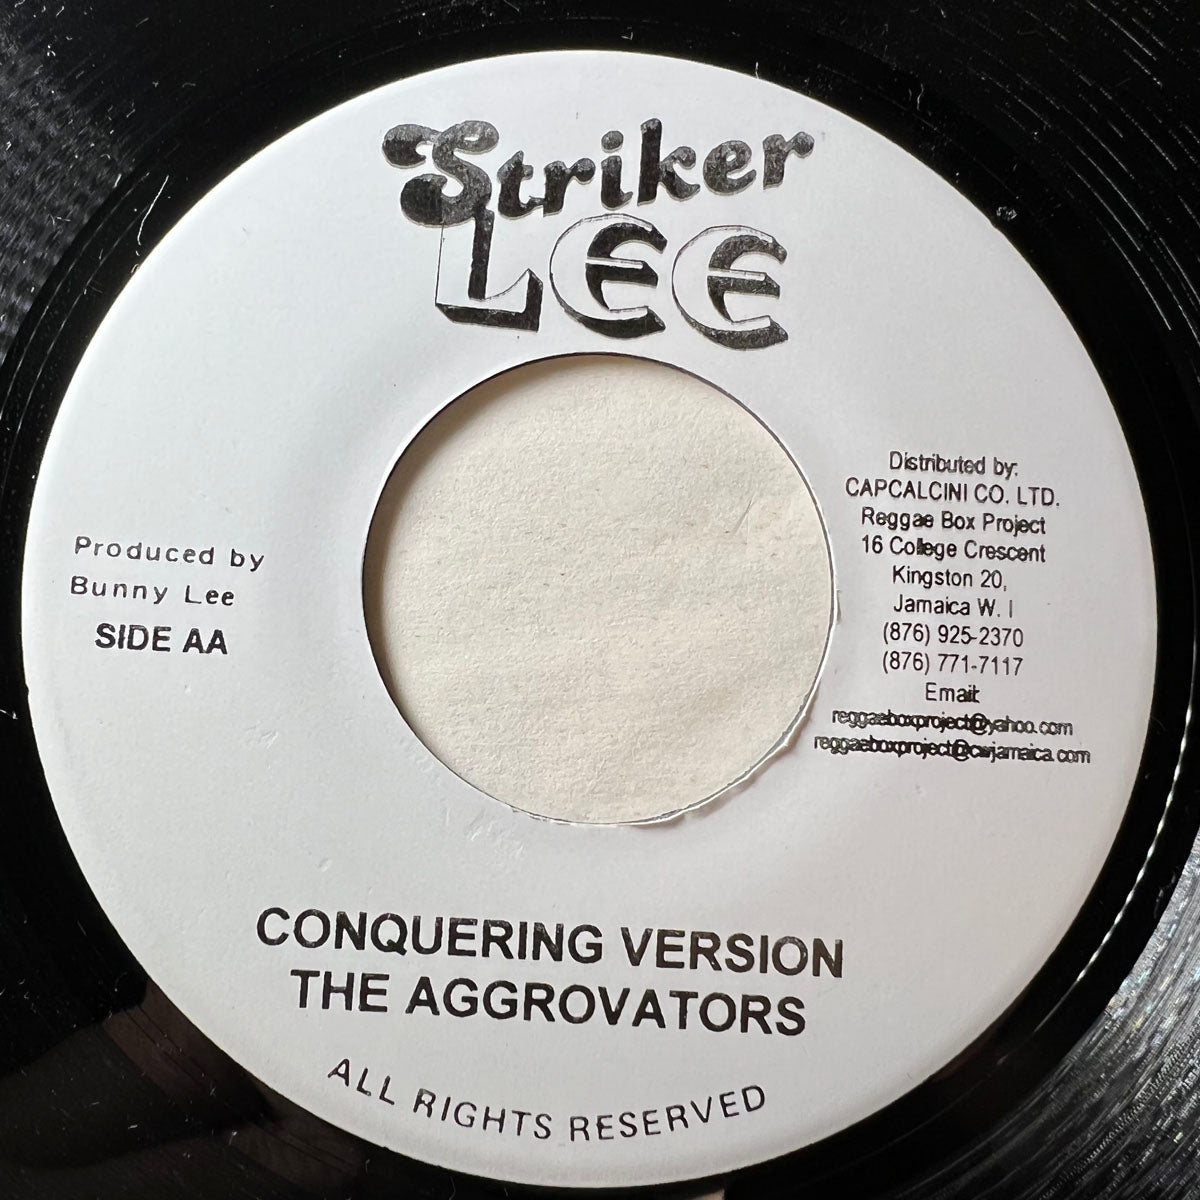 Striker
LEE
Produced by
Bunny Lee
SIDE AA
Distributed by:
CAPCALCINI CO. LTD.
Reggae Box Project
16 College Crescent
Kingston 20,
Jamaica W. I
(876) 925-2370
(876) 771-7117
Email:
reggaeboxproject@yahoo.com
reggaeboxproject@cwjamaica.com
CONQUERING VERSION
THE AGGROVATORS
ALL RIGHTS RESERVED